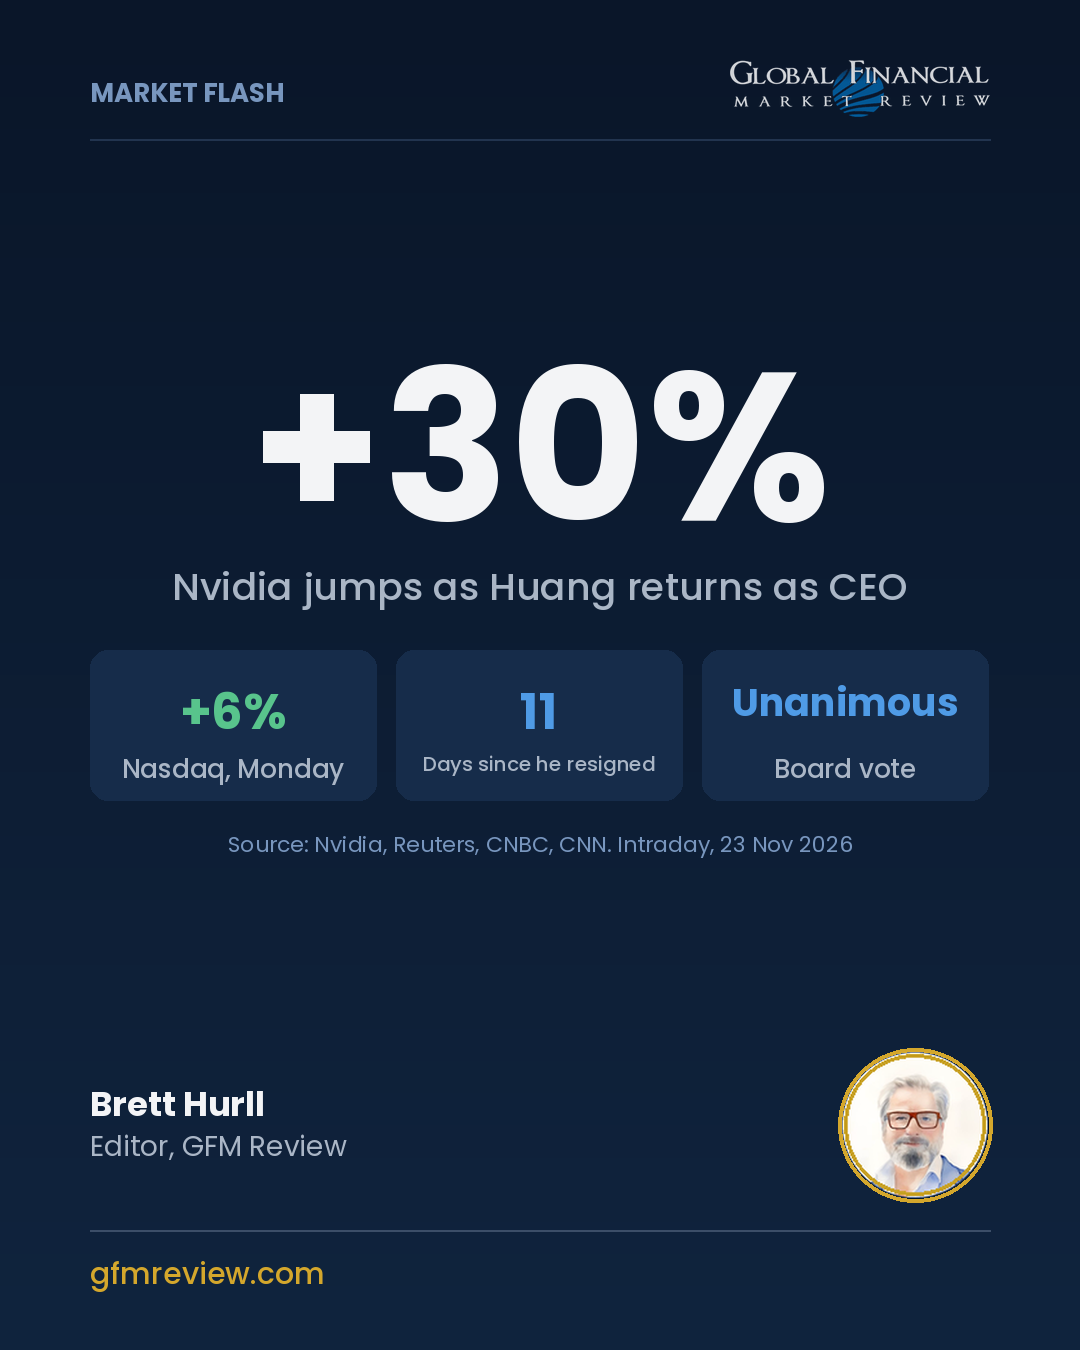 MARKET FLASH
GLOBAL FINANCIAL
MARKET REVIEW
+30%
Nvidia jumps as Huang returns as CEO
+6%
Nasdaq, Monday
11
Days since he resigned
Unanimous
Board vote
Source: Nvidia, Reuters, CNBC, CNN. Intraday, 23 Nov 2026
Brett Hurll
Editor, GFM Review
gfmreview.com